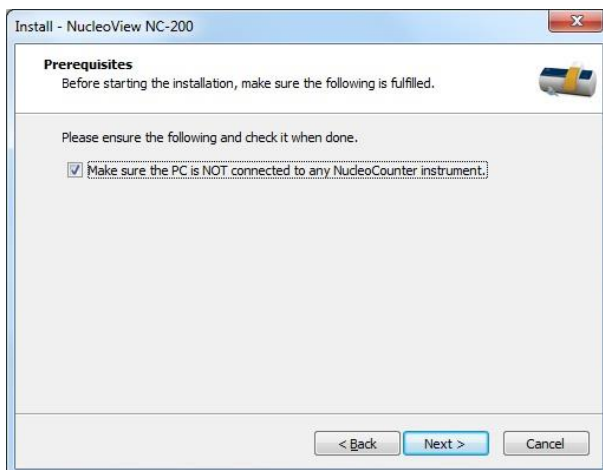 Install - NucleoView NC-200
Prerequisites
Before starting the installation, make sure the following is fulfilled.
Please ensure the following and check it when done.
Make sure the PC is NOT connected to any NucleoCounter instrument.
< Back Next > Cancel